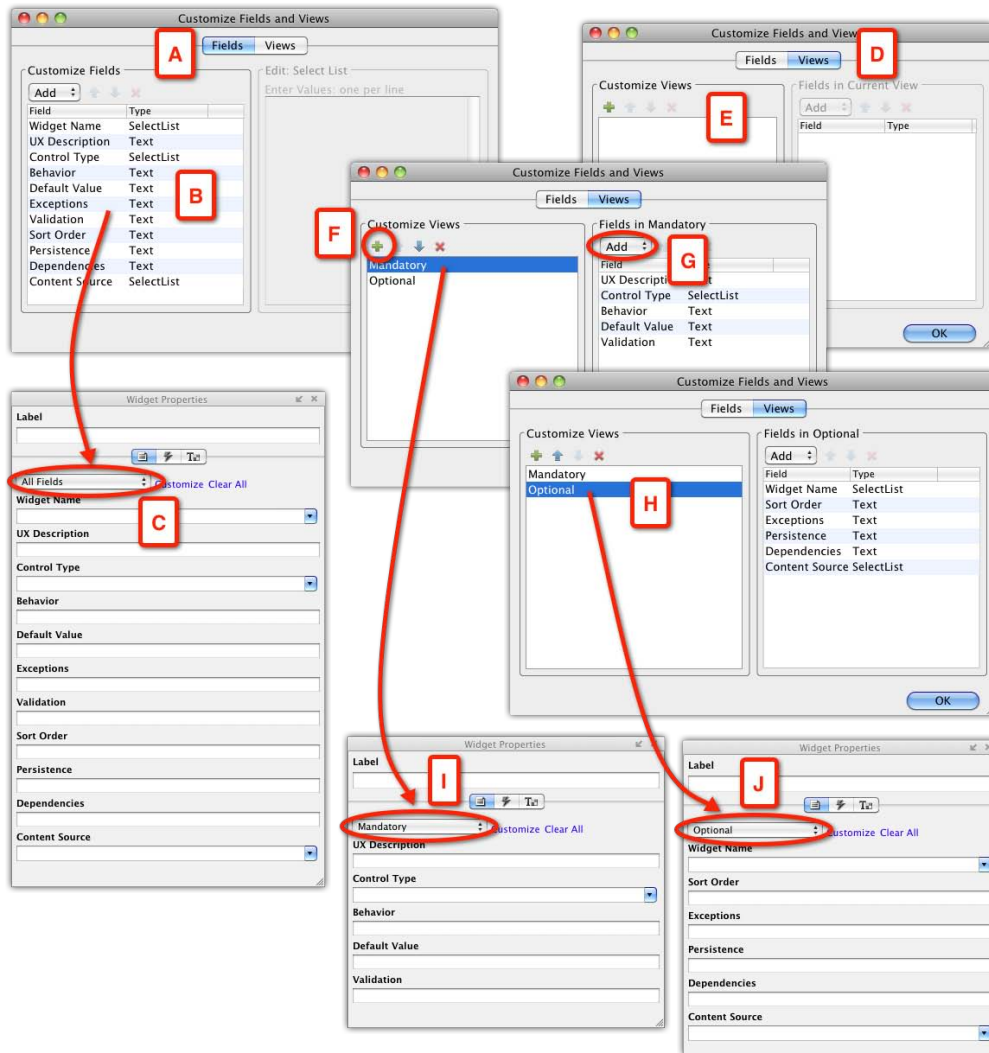 Customize Fields and Views
A
Fields Views
Customize Fields
Add
Field Type
Widget Name SelectList
UX Description Text
Control Type SelectList
Behavior Text
Default Value Text
Exceptions Text
Validation Text
Sort Order Text
Persistence Text
Dependencies Text
Content Source SelectList
B
Edit: Select List
Enter Values: one per line
Customize Fields and View
D
Fields Views
Customize Views
E
Fields in Current View
Add
Field Type
OK
Customize Fields and Views
Fields Views
F
Customize Views
Mandatory
Optional
Fields in Mandatory
Add
G
Field
UX Description
Control Type SelectList
Behavior Text
Default Value Text
Validation Text
Customize Fields and Views
Fields Views
Customize Views
Mandatory
Optional
H
Fields in Optional
Add
Field Type
Widget Name SelectList
Sort Order Text
Exceptions Text
Persistence Text
Dependencies Text
Content Source SelectList
OK
Widget Properties
Label
All Fields Customize Clear All
C
Widget Name
UX Description
Control Type
Behavior
Default Value
Exceptions
Validation
Sort Order
Persistence
Dependencies
Content Source
Widget Properties
Label
I
Mandatory Customize Clear All
UX Description
Control Type
Behavior
Default Value
Validation
Widget Properties
Label
J
Optional Customize Clear All
Widget Name
Sort Order
Exceptions
Persistence
Dependencies
Content Source